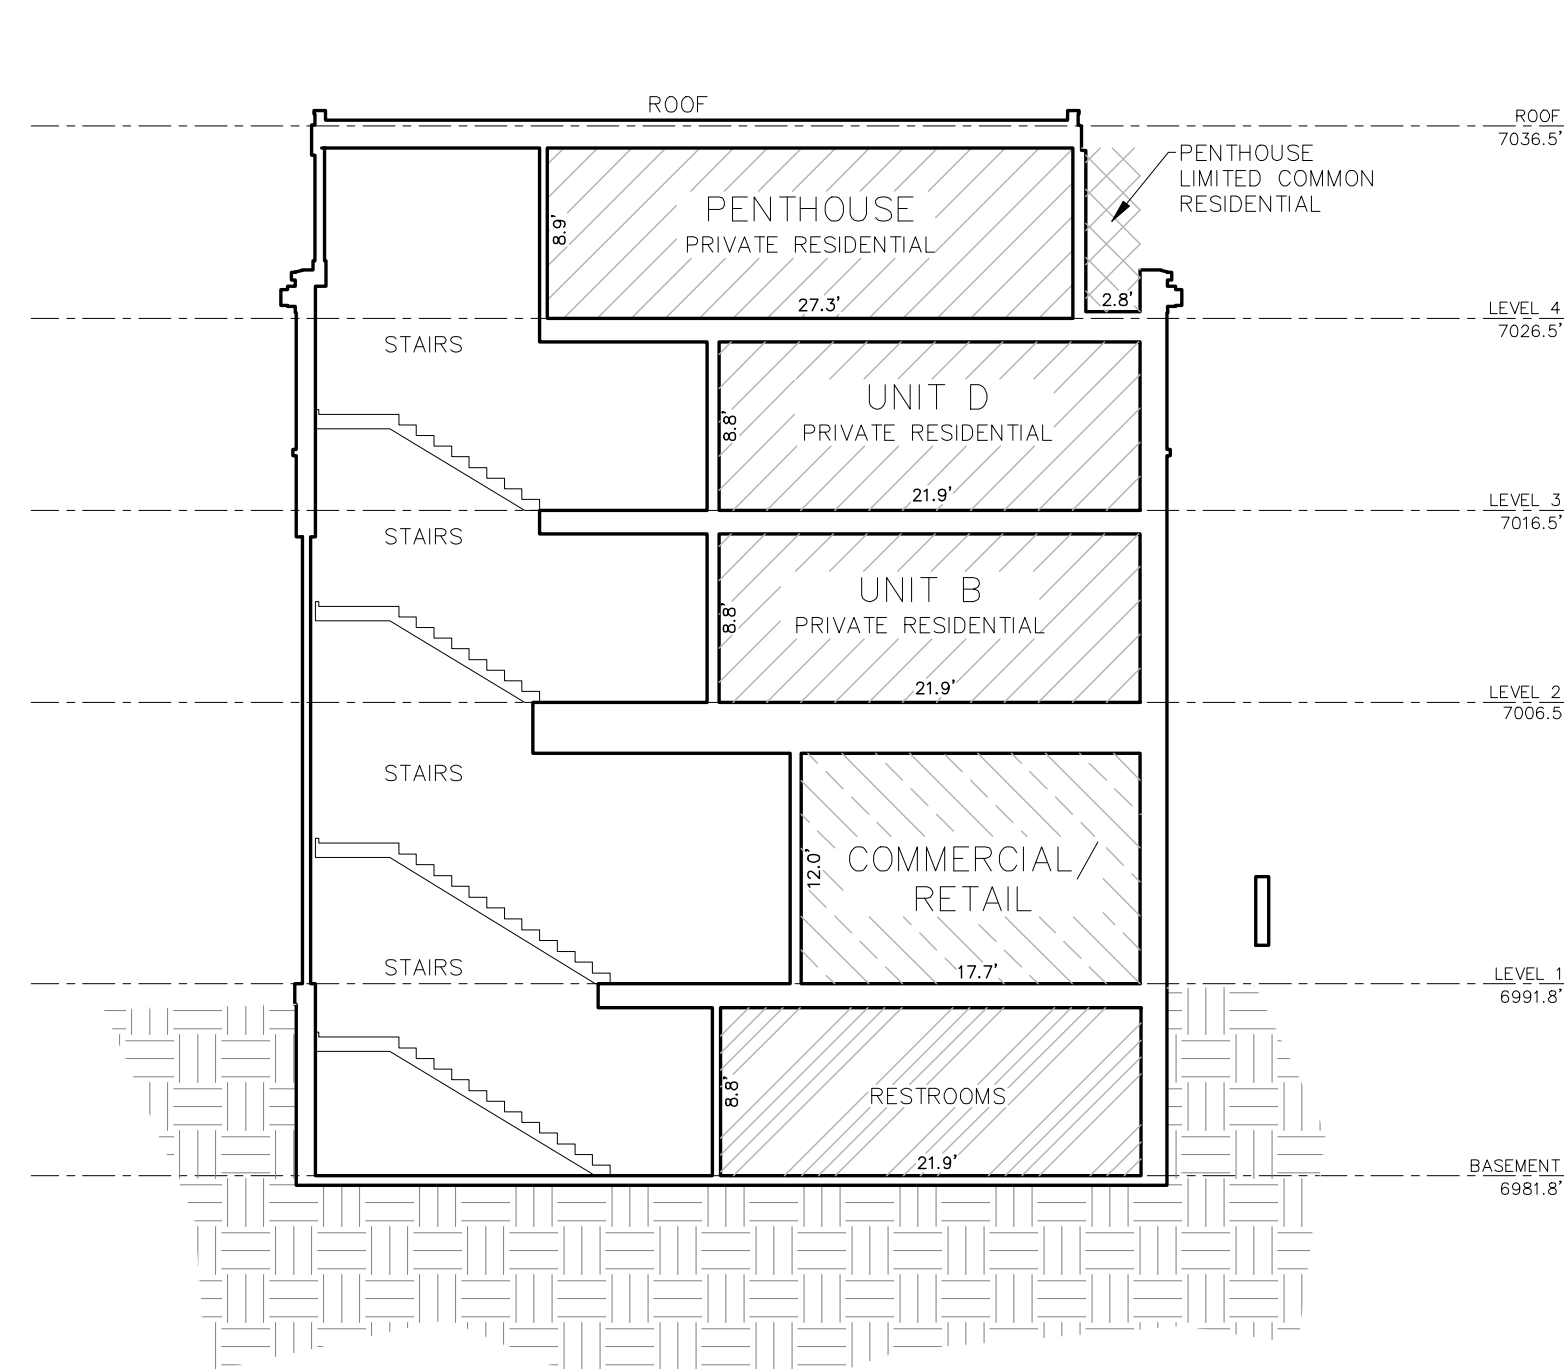 ROOF
ROOF
7036.5'
PENTHOUSE
LIMITED COMMON
RESIDENTIAL
PENTHOUSE
PRIVATE RESIDENTIAL
8.9'
27.3'
2.8'
LEVEL 4
7026.5'
STAIRS
UNIT D
PRIVATE RESIDENTIAL
8.8'
21.9'
LEVEL 3
7016.5'
STAIRS
UNIT B
PRIVATE RESIDENTIAL
8.8'
21.9'
LEVEL 2
7006.5
STAIRS
COMMERCIAL/
RETAIL
12.0'
17.7'
STAIRS
LEVEL 1
6991.8'
RESTROOMS
8.8'
21.9'
BASEMENT
6981.8'